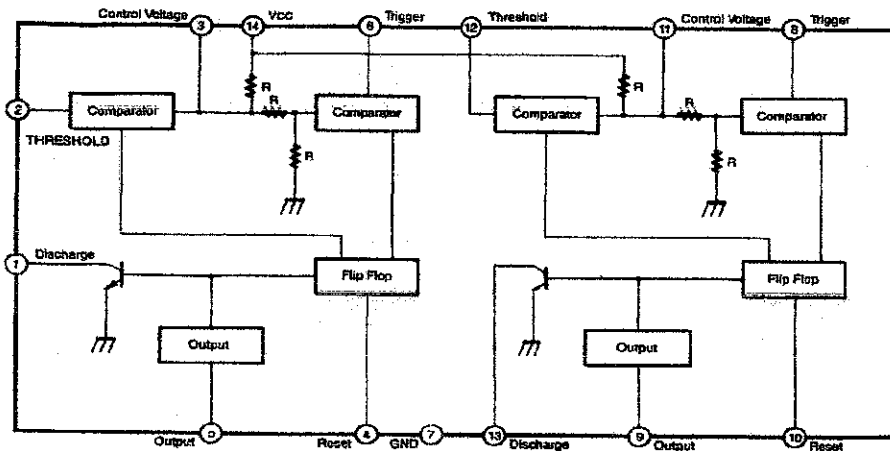 Control Voltage 3 14 Vcc 6 Trigger 12 Threshold 11 Control Voltage 8 Trigger
R R
2 Comparator R Comparator Comparator R Comparator
THRESHOLD
R R
1 Discharge
Flip Flop Flip Flop
Output Output
Output 5 Reset 4 GND 7 13 Discharge 9 Output 10 Reset